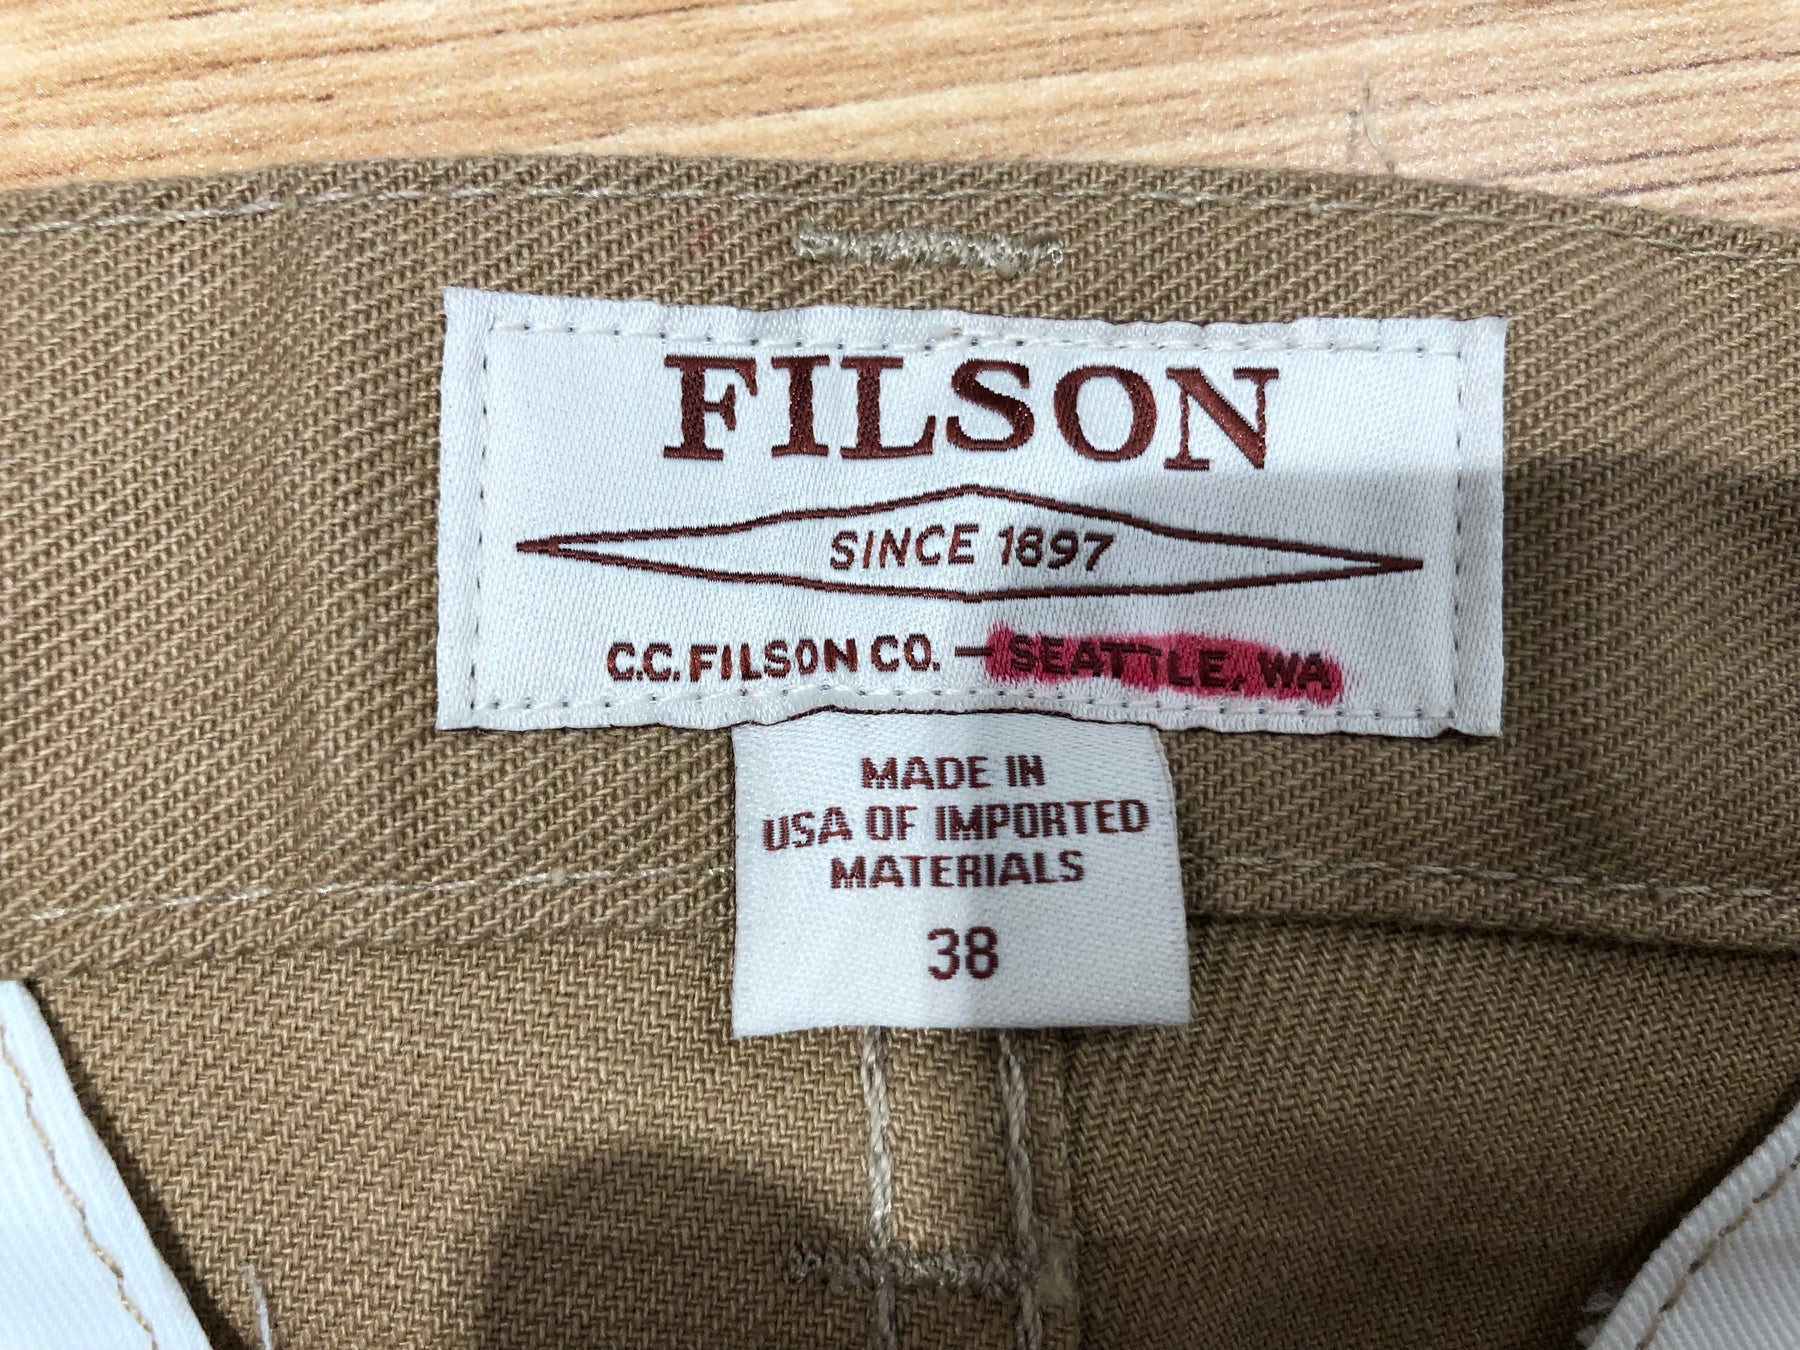 FILSON
SINCE 1897
C.C. FILSON CO. – SEATTLE, WA
MADE IN
USA OF IMPORTED
MATERIALS
38